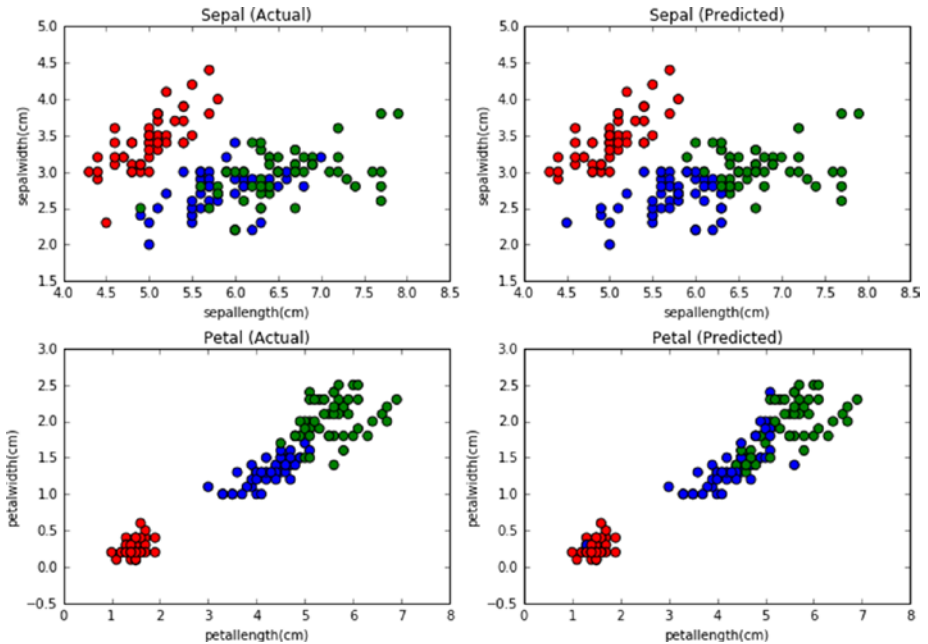 Sepal (Actual)
5.0
4.5
4.0
3.5
3.0
2.5
2.0
1.5
sepalwidth(cm)
4.0 4.5 5.0 5.5 6.0 6.5 7.0 7.5 8.0 8.5
sepallength(cm)
Sepal (Predicted)
5.0
4.5
4.0
3.5
3.0
2.5
2.0
1.5
sepalwidth(cm)
4.0 4.5 5.0 5.5 6.0 6.5 7.0 7.5 8.0 8.5
sepallength(cm)
Petal (Actual)
3.0
2.5
2.0
1.5
1.0
0.5
0.0
−0.5
petalwidth(cm)
0 1 2 3 4 5 6 7 8
petallength(cm)
Petal (Predicted)
3.0
2.5
2.0
1.5
1.0
0.5
0.0
−0.5
petalwidth(cm)
0 1 2 3 4 5 6 7 8
petallength(cm)